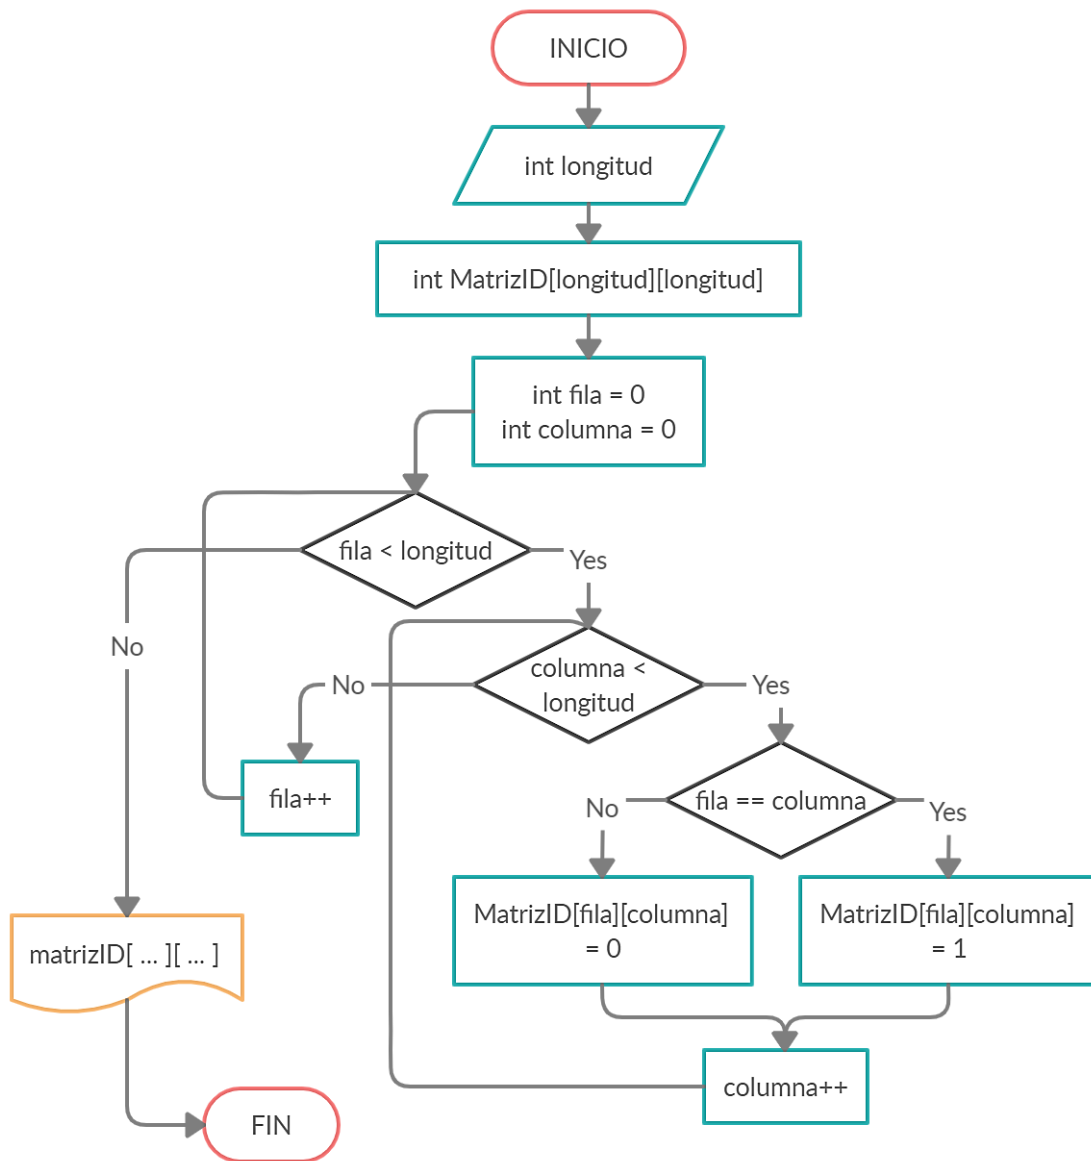 INICIO
int longitud
int MatrizID[longitud][longitud]
int fila = 0
int columna = 0
fila < longitud
Yes
No
columna <
longitud
No
Yes
fila++
fila == columna
No
Yes
MatrizID[fila][columna]
= 0
MatrizID[fila][columna]
= 1
matrizID[ ... ][ ... ]
columna++
FIN